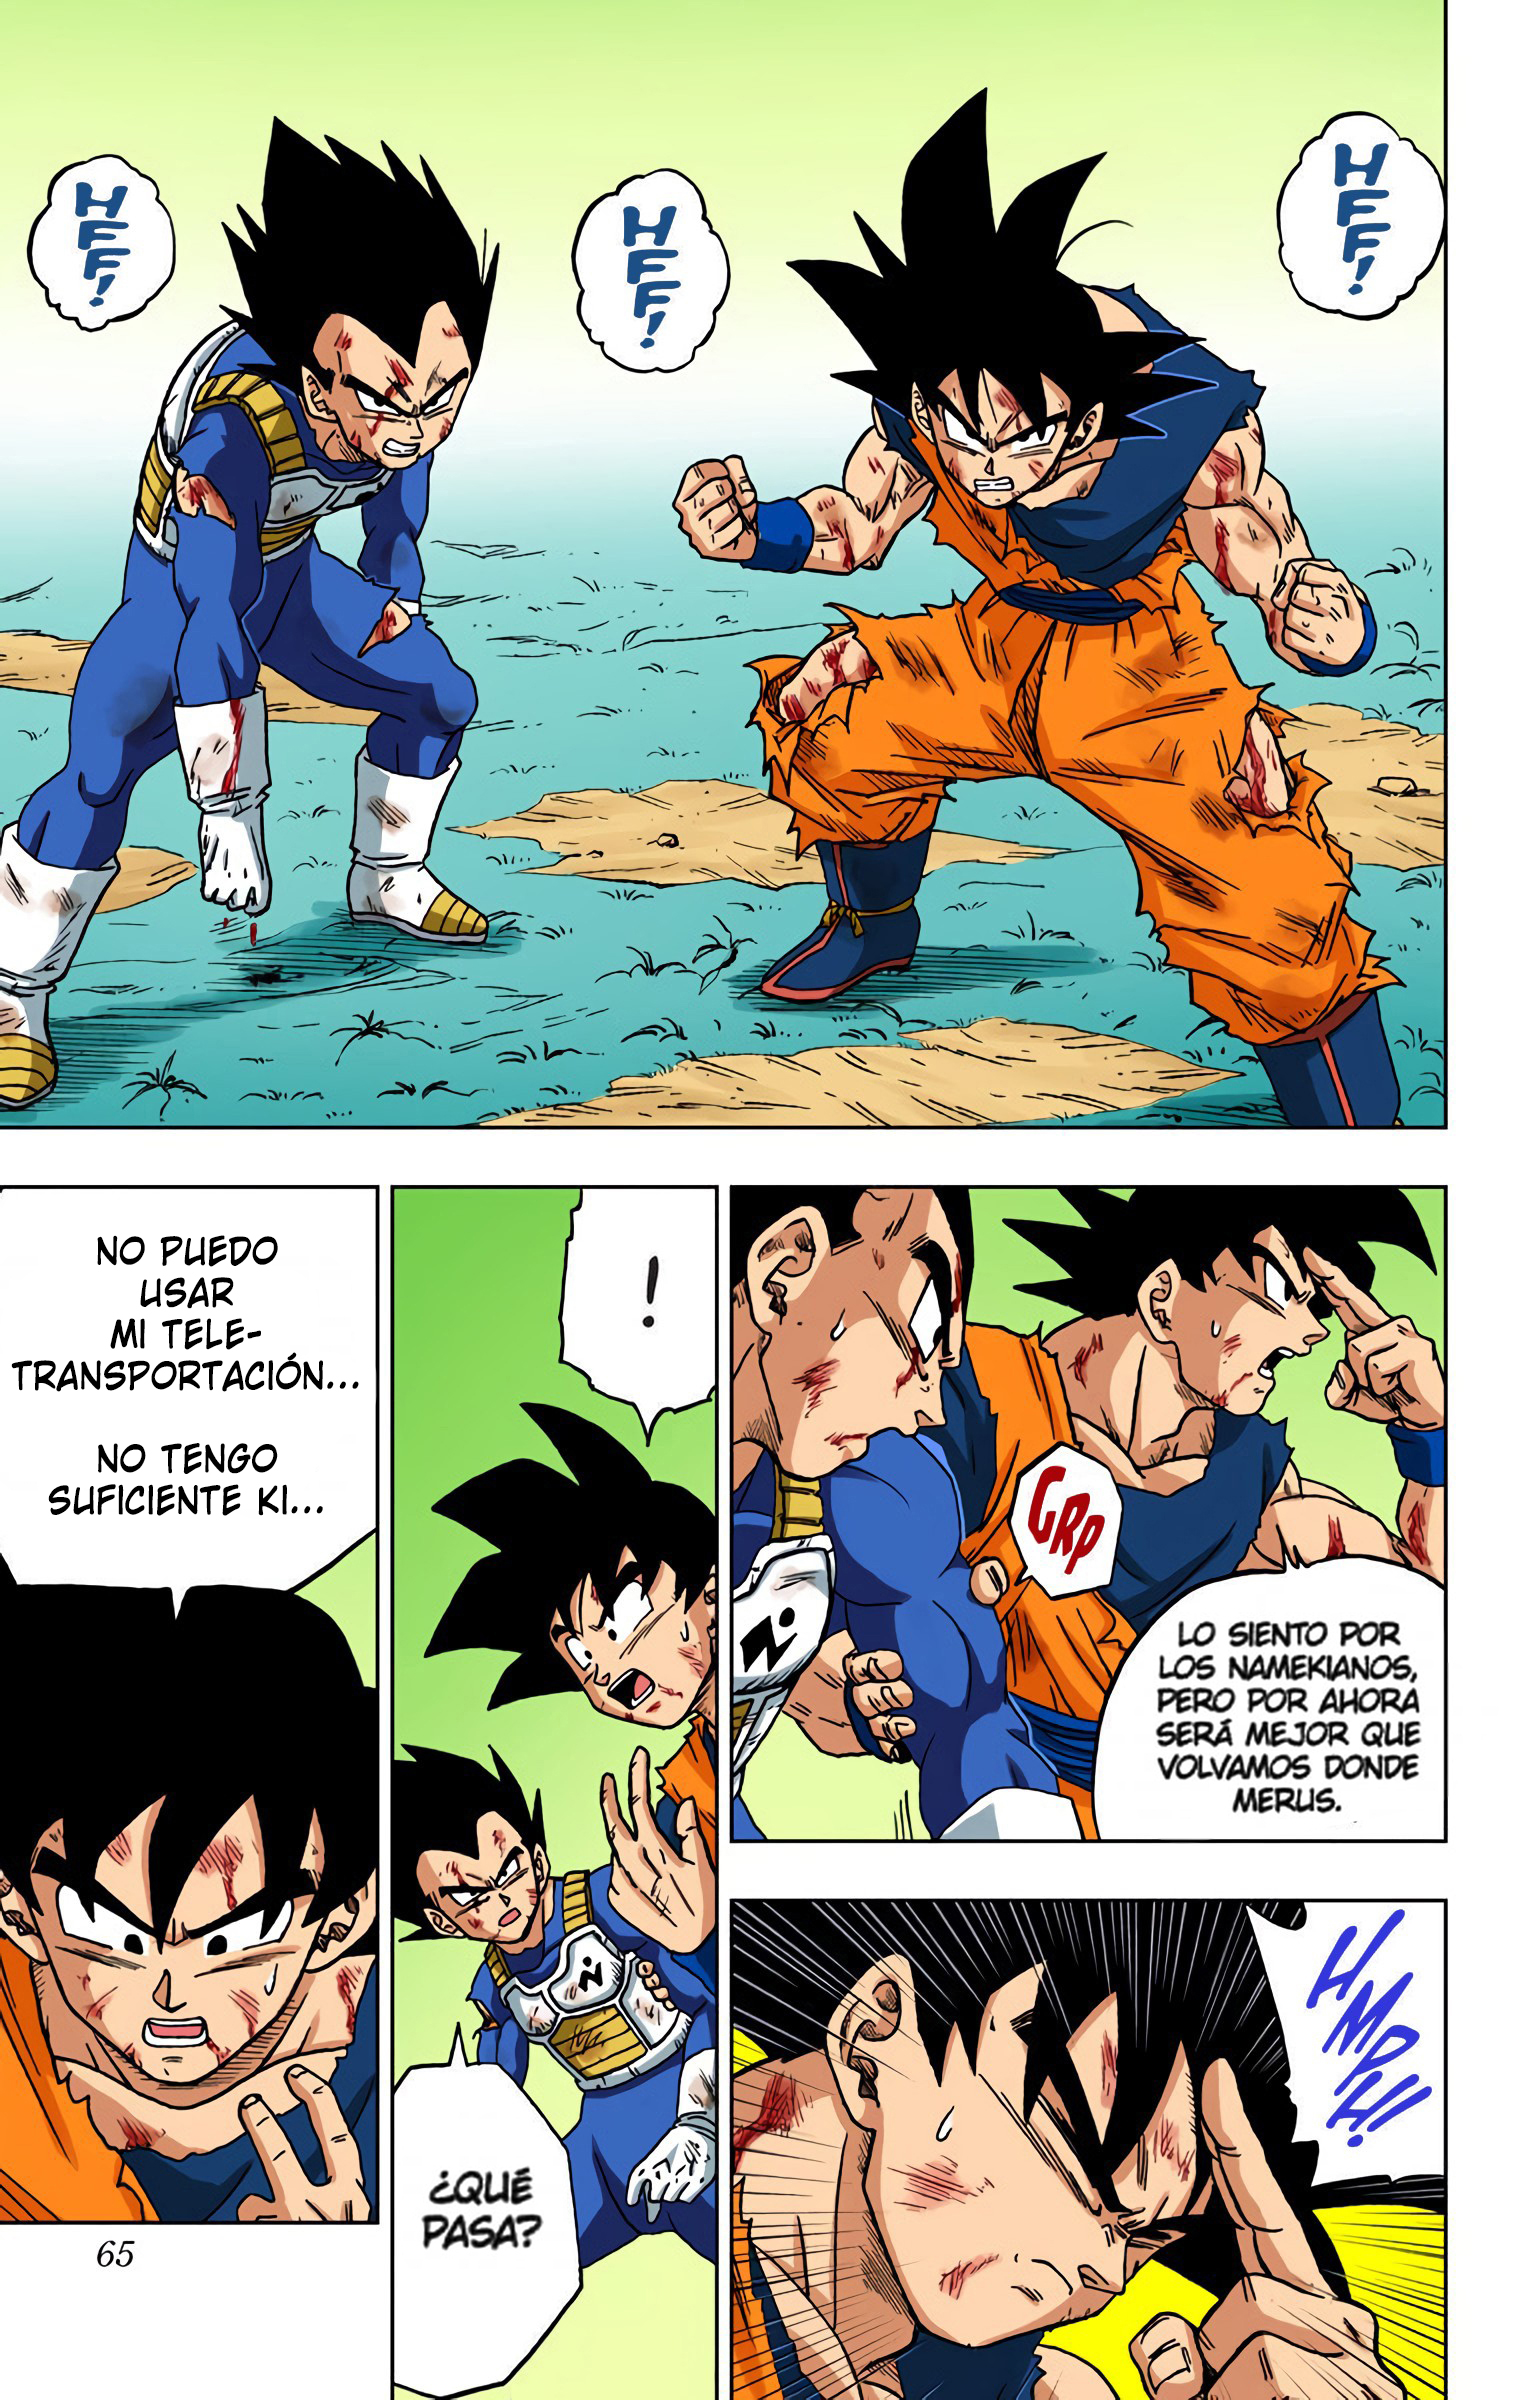 HFF!
HFF!
HFF!
GRP
LO SIENTO POR
LOS NAMEKIANOS,
PERO POR AHORA
SERÁ MEJOR QUE
VOLVAMOS DONDE
MERUS.
HMPH!
!
¿QUÉ
PASA?
NO PUEDO
USAR
MI TELE-
TRANSPORTACIÓN...
NO TENGO
SUFICIENTE KI...
65